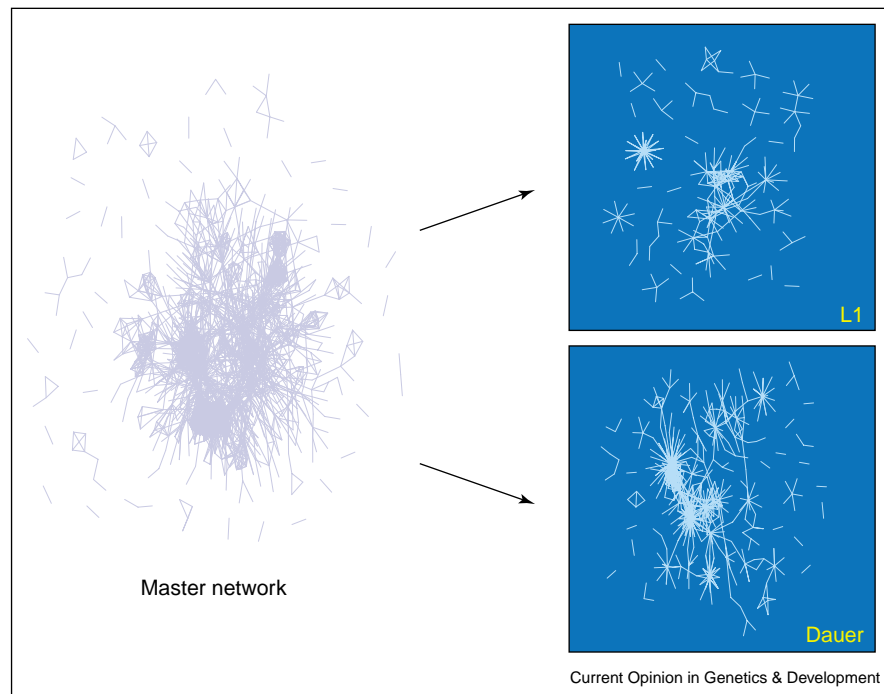 Master network
L1
Dauer
Current Opinion in Genetics & Development